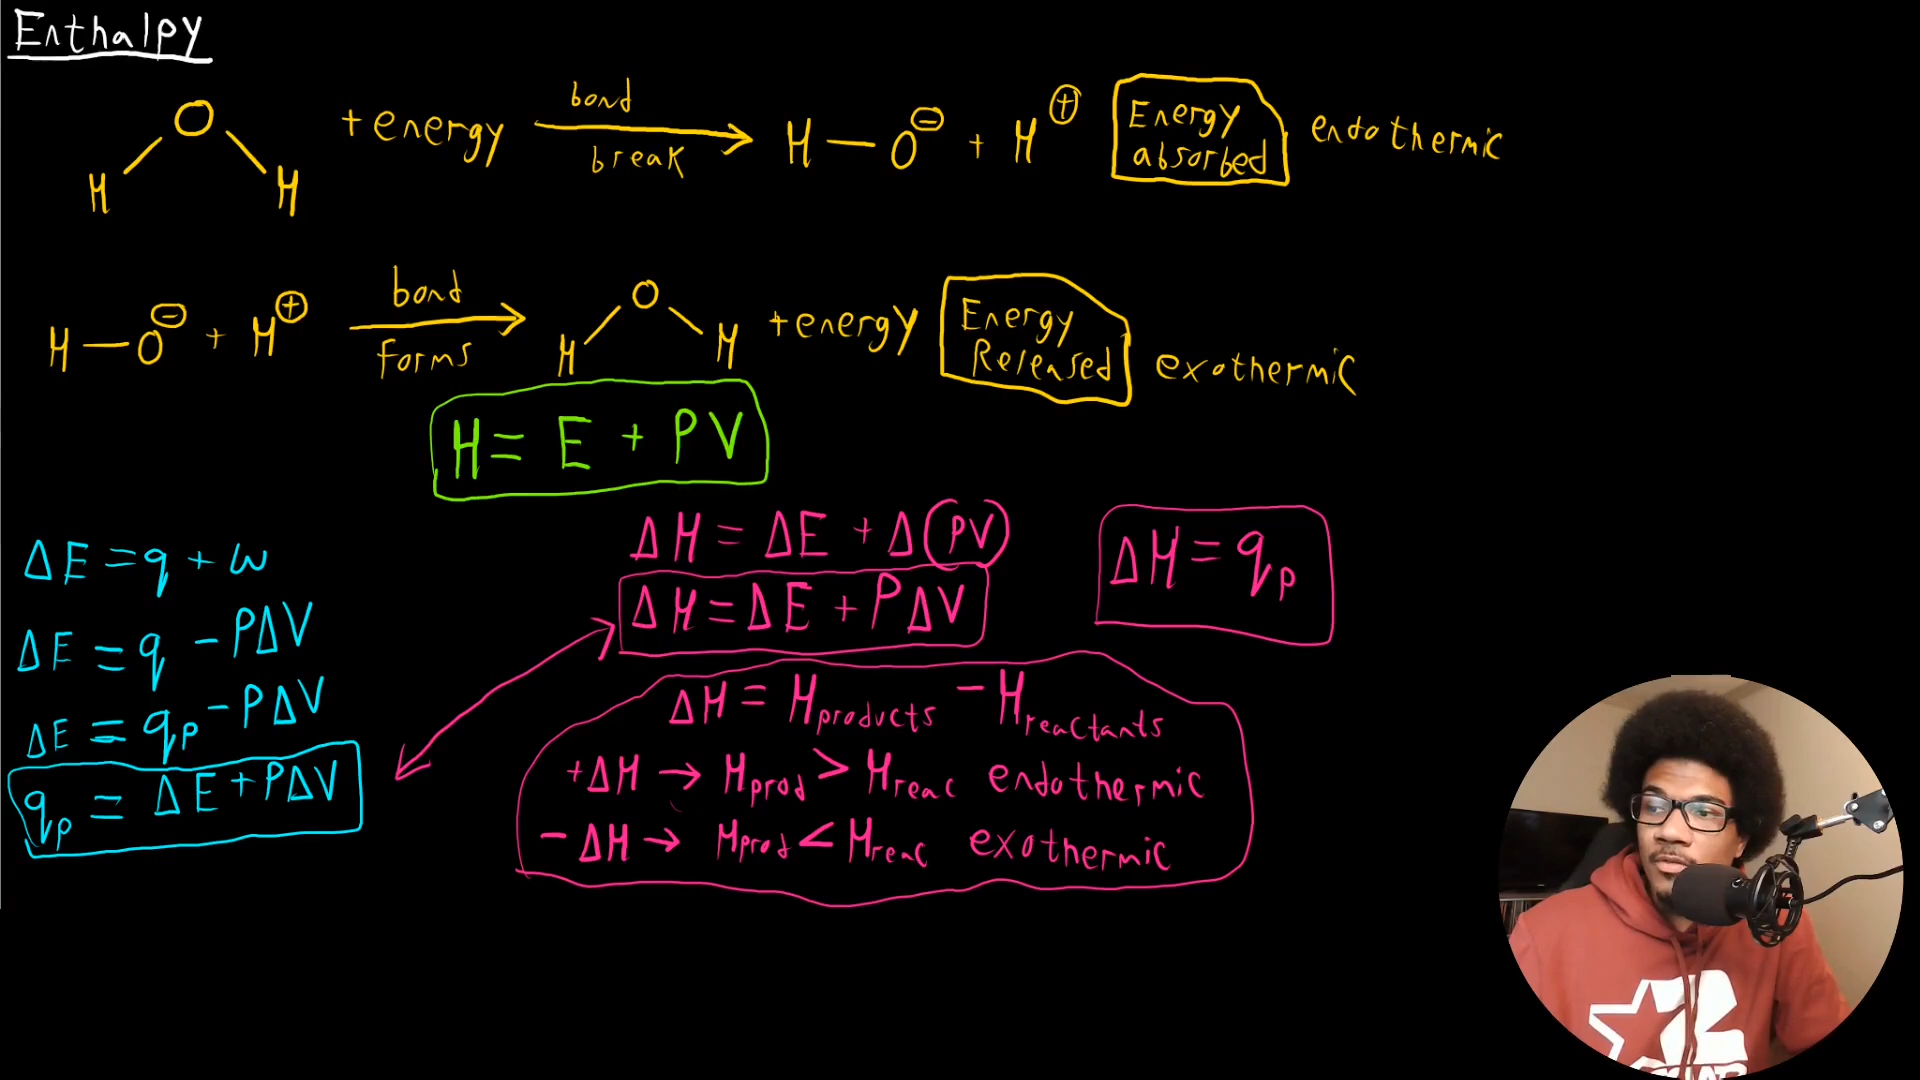 Enthalpy
O
H H
+ energy
bond
break
H — O⊖ + H⊕
Energy
absorbed
endothermic
H — O⊖ + H⊕
bond
forms
O
H H
+ energy
Energy
Released
exothermic
H = E + PV
ΔE = q + w
ΔE = q - PΔV
ΔE = qp - PΔV
qp = ΔE + PΔV
ΔH = ΔE + Δ(PV)
ΔH = ΔE + PΔV
ΔH = qp
ΔH = Hproducts - Hreactants
+ΔH → Hprod > Hreac endothermic
-ΔH → Hprod < Hreac exothermic